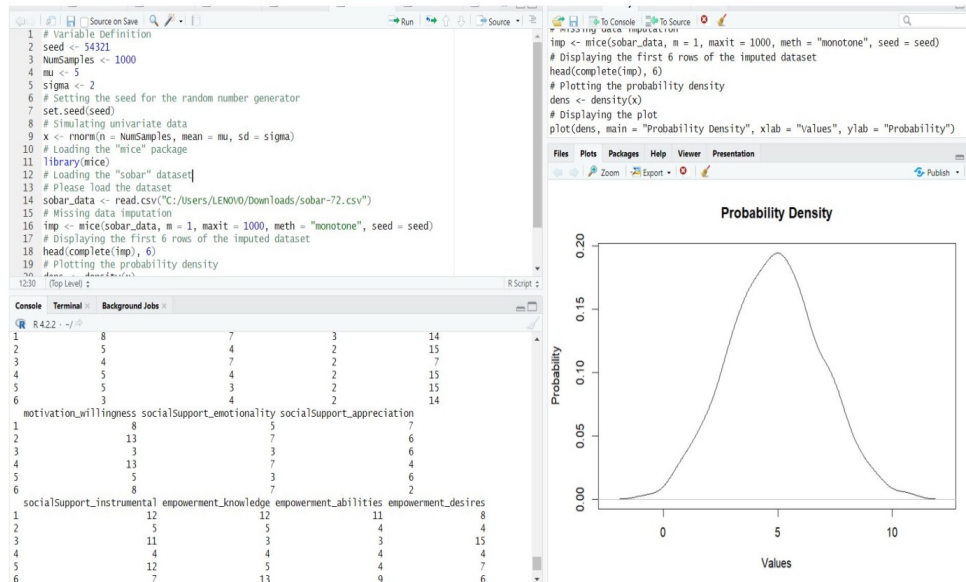 Source on Save Run Source
1 # Variable Definition
2 seed <- 54321
3 NumSamples <- 1000
4 mu <- 5
5 sigma <- 2
6 # Setting the seed for the random number generator
7 set.seed(seed)
8 # Simulating univariate data
9 x <- rnorm(n = NumSamples, mean = mu, sd = sigma)
10 # Loading the "mice" package
11 library(mice)
12 # Loading the "sobar" dataset
13 # Please load the dataset
14 sobar_data <- read.csv("C:/Users/LENOVO/Downloads/sobar-72.csv")
15 # Missing data imputation
16 imp <- mice(sobar_data, m = 1, maxit = 1000, meth = "monotone", seed = seed)
17 # Displaying the first 6 rows of the imputed dataset
18 head(complete(imp), 6)
19 # Plotting the probability density
20 dens <- density(x)
12:30 (Top Level) R Script
Console Terminal Background Jobs
R 4.2.2 · ~/
1 8 7 3 14
2 5 4 2 15
3 4 7 2 7
4 5 4 2 15
5 5 3 2 15
6 3 4 2 14
motivation_willingness socialSupport_emotionality socialSupport_appreciation
1 8 5 7
2 13 7 6
3 3 3 6
4 13 7 4
5 5 3 6
6 8 7 2
socialSupport_instrumental empowerment_knowledge empowerment_abilities empowerment_desires
1 12 12 11 8
2 5 5 4 4
3 11 3 3 15
4 4 4 4 4
5 12 5 4 7
6 7 13 9 6
To Console To Source
# Missing data imputation
imp <- mice(sobar_data, m = 1, maxit = 1000, meth = "monotone", seed = seed)
# Displaying the first 6 rows of the imputed dataset
head(complete(imp), 6)
# Plotting the probability density
dens <- density(x)
# Displaying the plot
plot(dens, main = "Probability Density", xlab = "Values", ylab = "Probability")
Files Plots Packages Help Viewer Presentation
Zoom Export Publish
Probability Density
0.20
0.15
0.10
0.05
0.00
Probability
0 5 10
Values